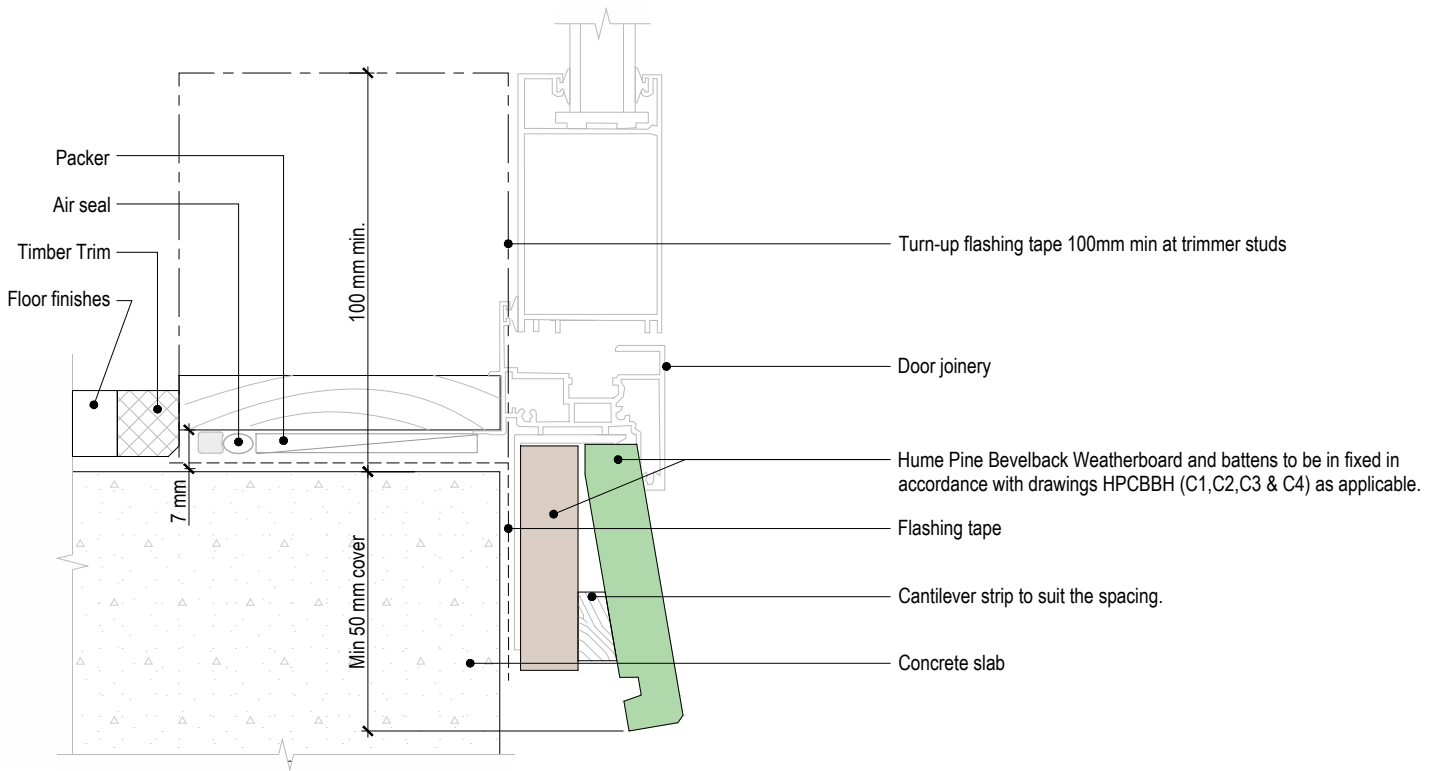 Packer
Air seal
Timber Trim
Floor finishes
100 mm min.
7 mm
Min 50 mm cover
Turn-up flashing tape 100mm min at trimmer studs
Door joinery
Hume Pine Bevelback Weatherboard and battens to be in fixed in
accordance with drawings HPCBBH (C1,C2,C3 & C4) as applicable.
Flashing tape
Cantilever strip to suit the spacing.
Concrete slab